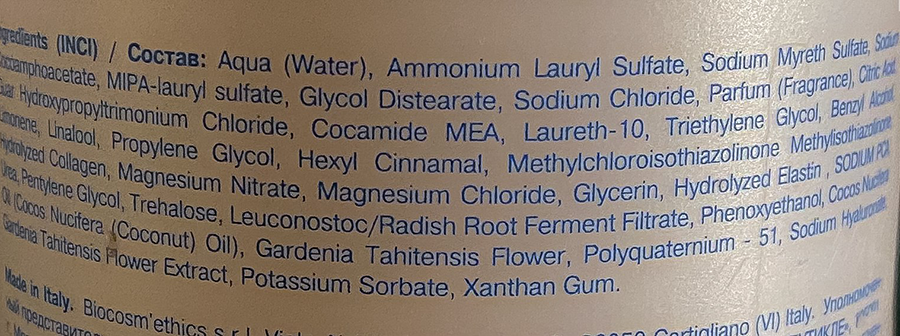 Ingredients (INCI) / Состав: Aqua (Water), Ammonium Lauryl Sulfate, Sodium Myreth Sulfate, Sodium
Cocoamphoacetate, MIPA-lauryl sulfate, Glycol Distearate, Sodium Chloride, Parfum (Fragrance), Citric Acid,
Guar Hydroxypropyltrimonium Chloride, Cocamide MEA, Laureth-10, Triethylene Glycol, Benzyl Alcohol,
Limonene, Linalool, Propylene Glycol, Hexyl Cinnamal, Methylchloroisothiazolinone Methylisothiazolinone,
Hydrolyzed Collagen, Magnesium Nitrate, Magnesium Chloride, Glycerin, Hydrolyzed Elastin , SODIUM PCA,
Urea, Pentylene Glycol, Trehalose, Leuconostoc/Radish Root Ferment Filtrate, Phenoxyethanol, Cocos Nucifera
Oil (Cocos Nucifera (Coconut) Oil), Gardenia Tahitensis Flower, Polyquaternium - 51, Sodium Hyaluronate,
Gardenia Tahitensis Flower Extract, Potassium Sorbate, Xanthan Gum.
Made in Italy. Biocosm'ethics s.r.l. Cartigliano (VI) Italy.